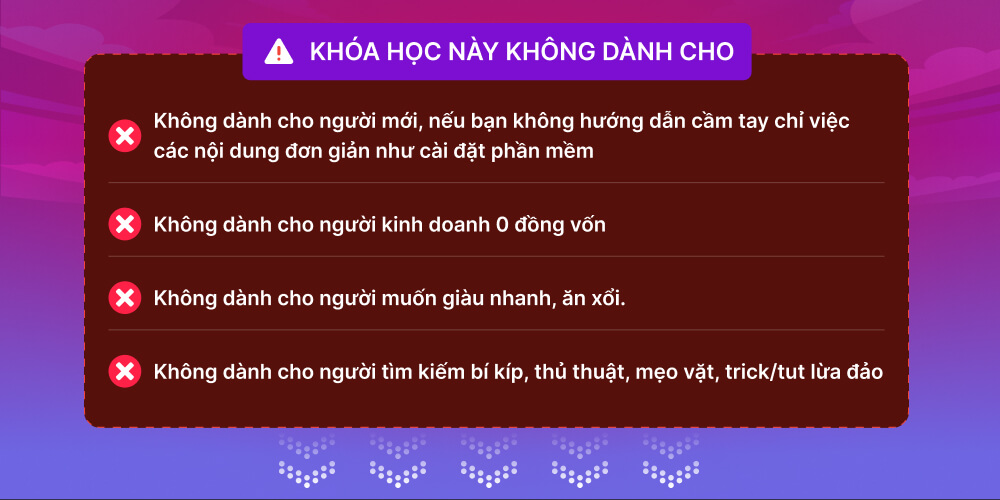 KHÓA HỌC NÀY KHÔNG DÀNH CHO
Không dành cho người mới, nếu bạn không hướng dẫn cầm tay chỉ việc
các nội dung đơn giản như cài đặt phần mềm
Không dành cho người kinh doanh 0 đồng vốn
Không dành cho người muốn giàu nhanh, ăn xổi.
Không dành cho người tìm kiếm bí kíp, thủ thuật, mẹo vặt, trick/tut lừa đảo